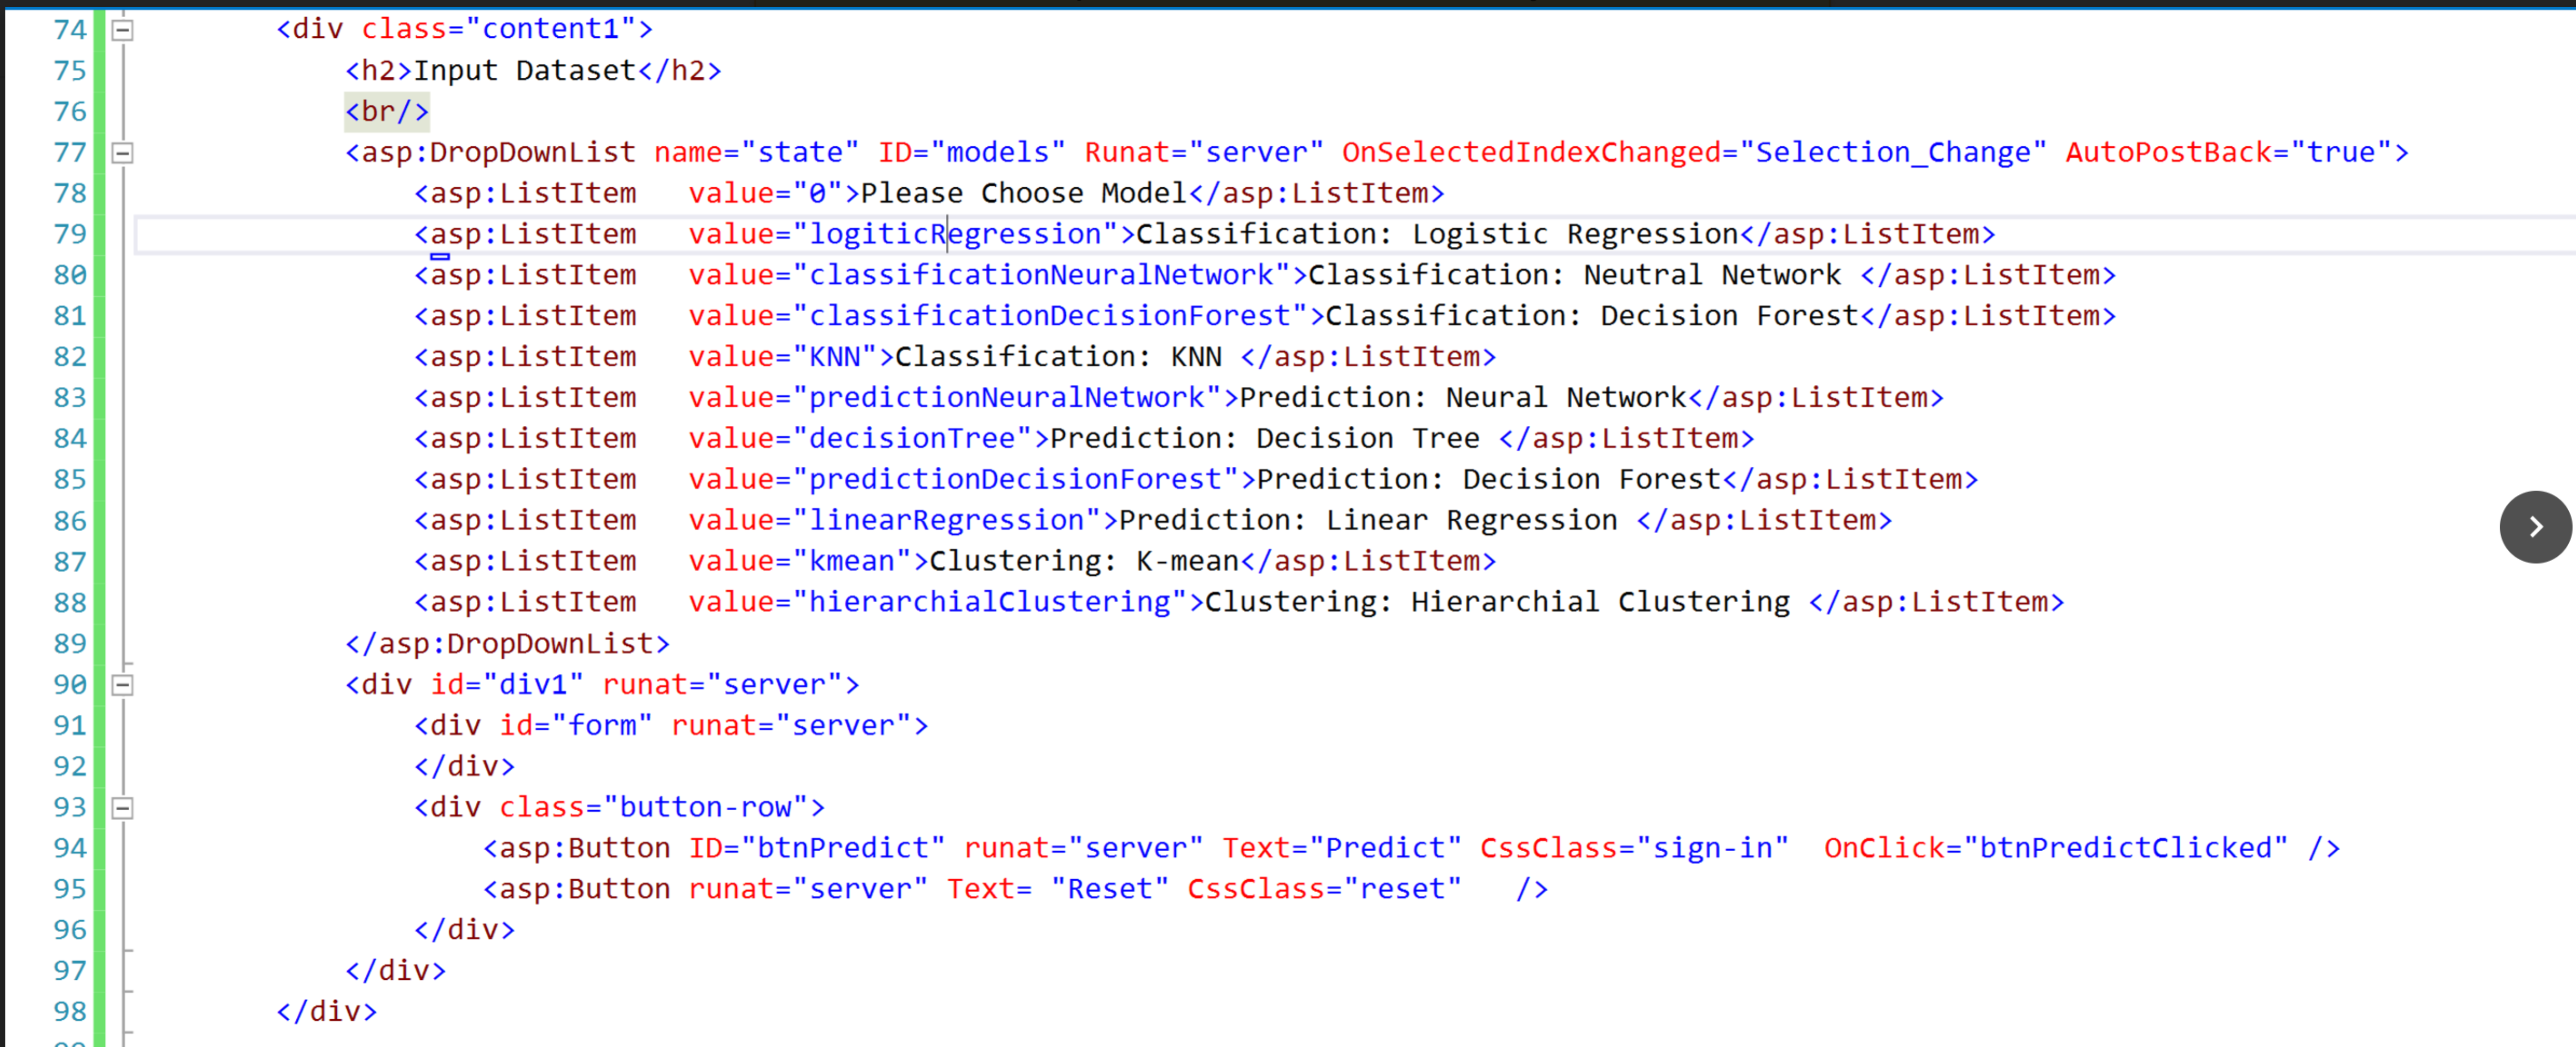 74 <div class="content1">
75 <h2>Input Dataset</h2>
76 <br/>
77 <asp:DropDownList name="state" ID="models" Runat="server" OnSelectedIndexChanged="Selection_Change" AutoPostBack="true">
78 <asp:ListItem   value="0">Please Choose Model</asp:ListItem>
79 <asp:ListItem   value="logiticRegression">Classification: Logistic Regression</asp:ListItem>
80 <asp:ListItem   value="classificationNeuralNetwork">Classification: Neutral Network </asp:ListItem>
81 <asp:ListItem   value="classificationDecisionForest">Classification: Decision Forest</asp:ListItem>
82 <asp:ListItem   value="KNN">Classification: KNN </asp:ListItem>
83 <asp:ListItem   value="predictionNeuralNetwork">Prediction: Neural Network</asp:ListItem>
84 <asp:ListItem   value="decisionTree">Prediction: Decision Tree </asp:ListItem>
85 <asp:ListItem   value="predictionDecisionForest">Prediction: Decision Forest</asp:ListItem>
86 <asp:ListItem   value="linearRegression">Prediction: Linear Regression </asp:ListItem>
87 <asp:ListItem   value="kmean">Clustering: K-mean</asp:ListItem>
88 <asp:ListItem   value="hierarchialClustering">Clustering: Hierarchial Clustering </asp:ListItem>
89 </asp:DropDownList>
90 <div id="div1" runat="server">
91 <div id="form" runat="server">
92 </div>
93 <div class="button-row">
94 <asp:Button ID="btnPredict" runat="server" Text="Predict" CssClass="sign-in"  OnClick="btnPredictClicked" />
95 <asp:Button runat="server" Text= "Reset" CssClass="reset"   />
96 </div>
97 </div>
98 </div>